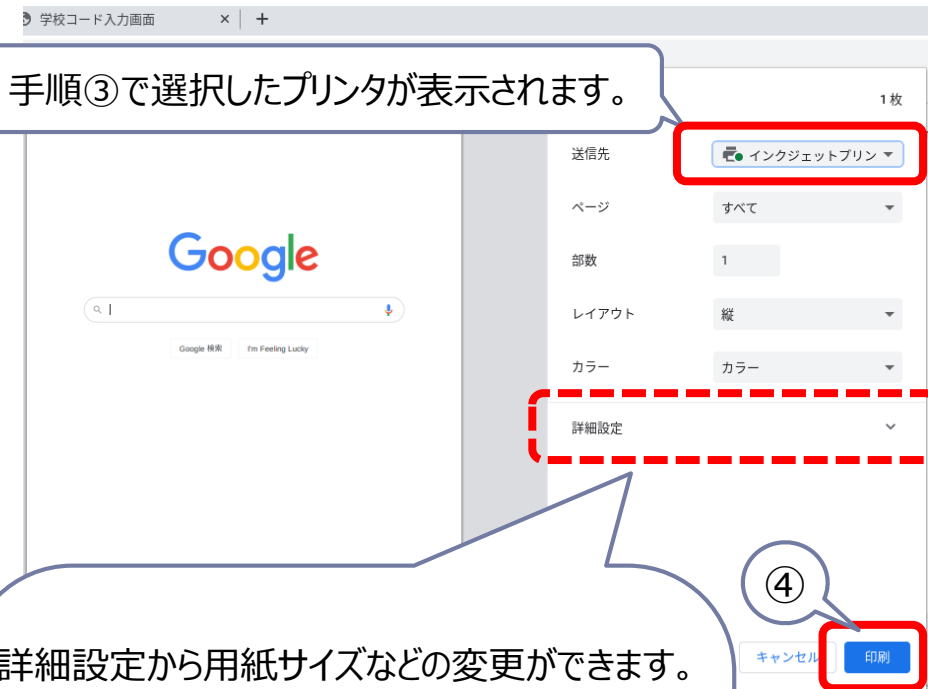 学校コード入力画面 × +
手順③で選択したプリンタが表示されます。
1 枚
送信先 インクジェットプリン
ページ すべて
Google
部数 1
レイアウト 縦
Google 検索 I'm Feeling Lucky
カラー カラー
詳細設定
④
詳細設定から用紙サイズなどの変更ができます。
キャンセル 印刷